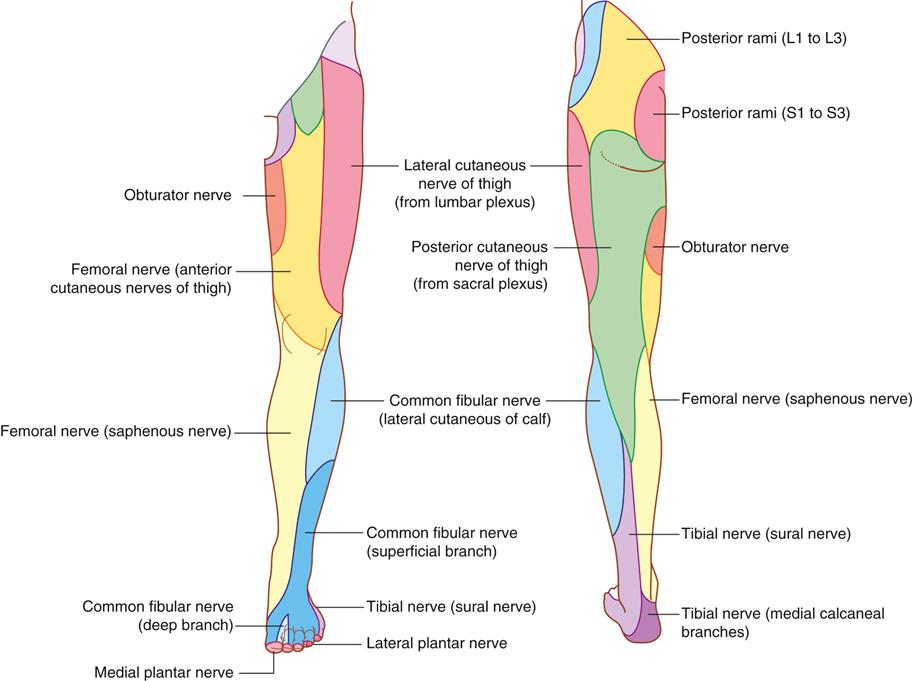 Posterior rami (L1 to L3)
Posterior rami (S1 to S3)
Lateral cutaneous
nerve of thigh
(from lumbar plexus)
Obturator nerve
Posterior cutaneous
nerve of thigh
(from sacral plexus)
Obturator nerve
Femoral nerve (anterior
cutaneous nerves of thigh)
Common fibular nerve
(lateral cutaneous of calf)
Femoral nerve (saphenous nerve)
Femoral nerve (saphenous nerve)
Common fibular nerve
(superficial branch)
Tibial nerve (sural nerve)
Common fibular nerve
(deep branch)
Tibial nerve (sural nerve)
Tibial nerve (medial calcaneal
branches)
Lateral plantar nerve
Medial plantar nerve